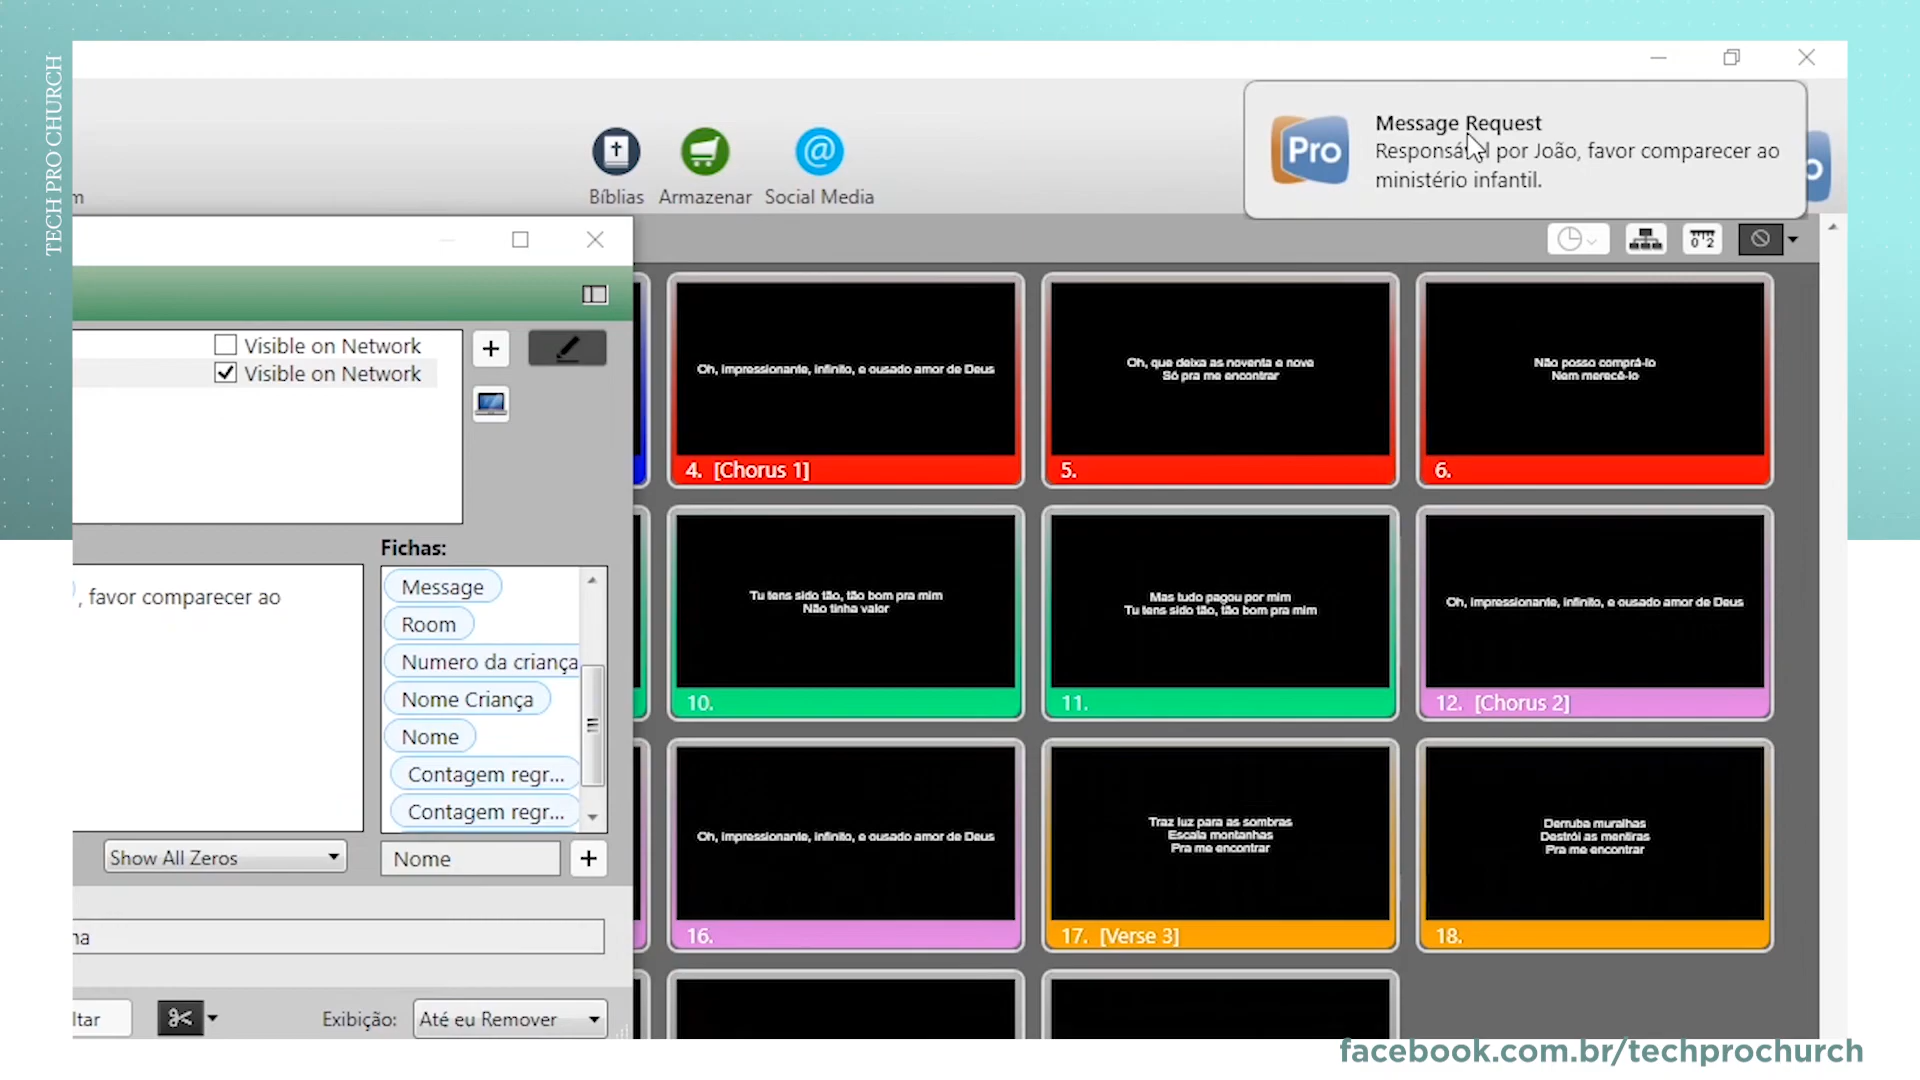 TECH PRO CHURCH
Message Request
Responsável por João, favor comparecer ao
ministério infantil.
Pro
m
Bíblias
Armazenar
Social Media
Visible on Network
Visible on Network
Fichas:
, favor comparecer ao
Message
Room
Numero da criança
Nome Criança
Nome
Contagem regr...
Contagem regr...
Show All Zeros
Nome
na
ltar
Exibição:
Até eu Remover
Oh, impressionante, infinito, e ousado amor de Deus
4. [Chorus 1]
Oh, que deixa as noventa e nove
Só pra me encontrar
5.
Não posso comprá-lo
Nem merecê-lo
6.
Tu tens sido tão, tão bom pra mim
Não tinha valor
10.
Mas tudo pagou por mim
Tu tens sido tão, tão bom pra mim
11.
Oh, impressionante, infinito, e ousado amor de Deus
12. [Chorus 2]
Oh, impressionante, infinito, e ousado amor de Deus
16.
Traz luz para as sombras
Escala montanhas
Pra me encontrar
17. [Verse 3]
Derruba muralhas
Destrói as mentiras
Pra me encontrar
18.
facebook.com.br/techprochurch